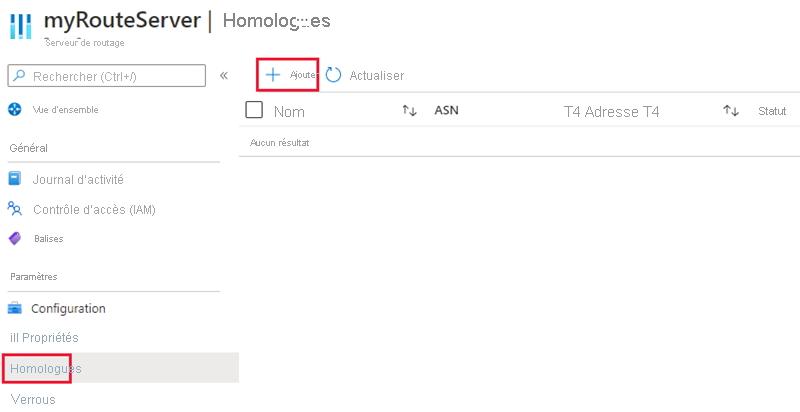 myRouteServer | Homologues
Serveur de routage
Rechercher (Ctrl+/) «
Ajouter Actualiser
Vue d'ensemble
Nom ↑↓ ASN T4 Adresse T4 ↑↓ Statut
Aucun résultat
Général
Journal d'activité
Contrôle d'accès (IAM)
Balises
Paramètres
Configuration
ill Propriétés
Homologues
Verrous